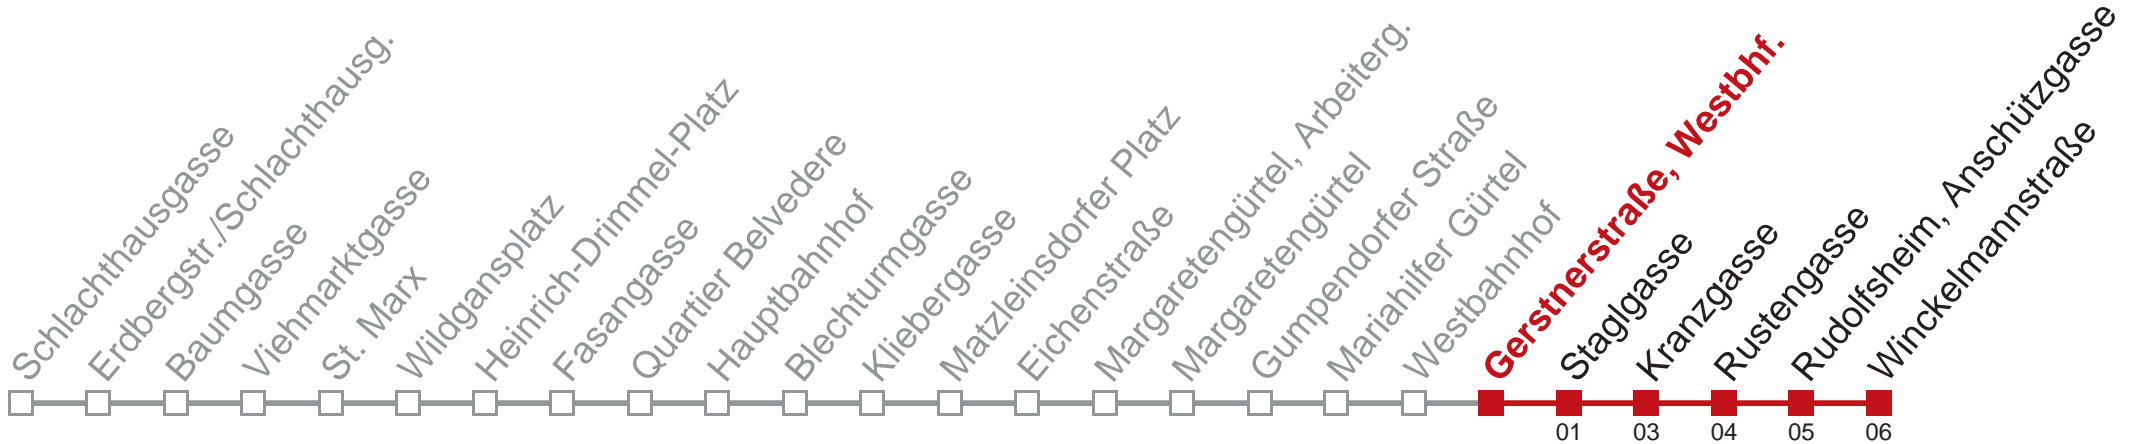 Schlachthausgasse
Erdbergstr./Schlachthausg.
Baumgasse
Viehmarktgasse
St. Marx
Wildgansplatz
Heinrich-Drimmel-Platz
Fasangasse
Quartier Belvedere
Hauptbahnhof
Blechturmgasse
Kliebergasse
Matzleinsdorfer Platz
Eichenstraße
Margaretengürtel, Arbeiterg.
Margaretengürtel
Gumpendorfer Straße
Mariahilfer Gürtel
Westbahnhof
Gerstnerstraße, Westbhf.
Staglgasse
Kranzgasse
Rustengasse
Rudolfsheim, Anschützgasse
Winckelmannstraße
01 03 04 05 06